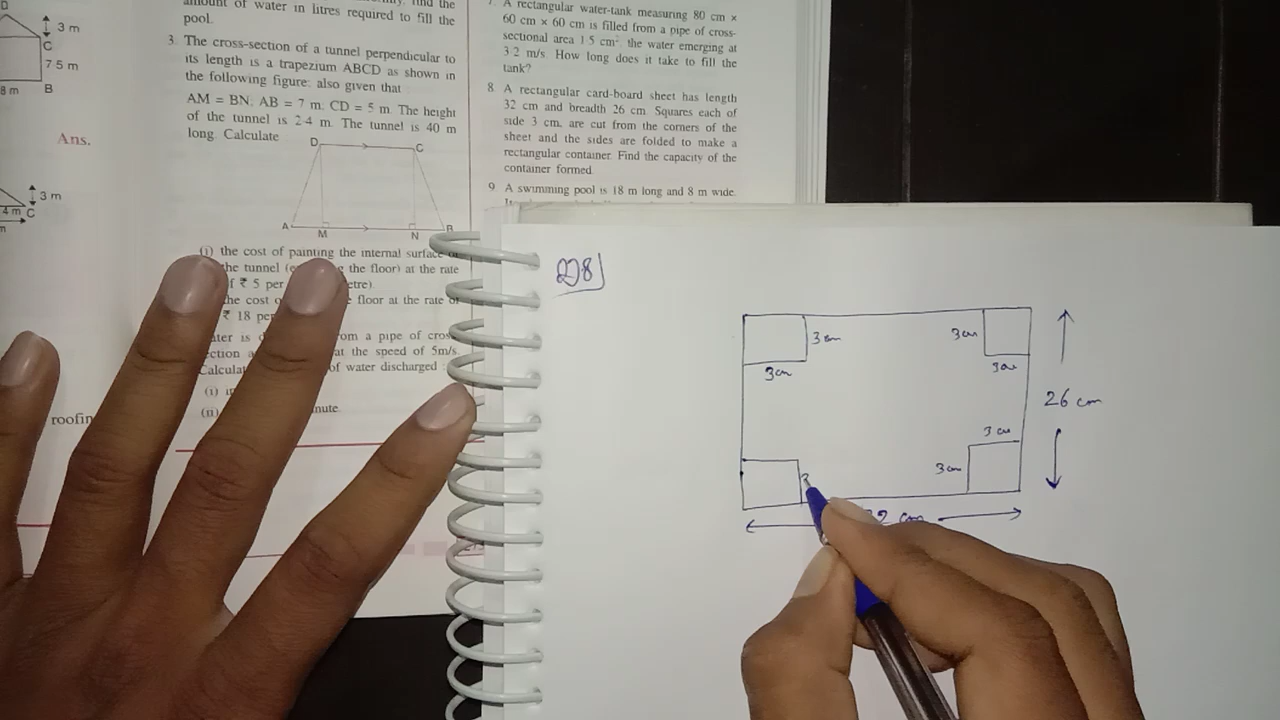 D
3 m
C
7 5 m
8 m
B
Ans.
3 m
4 m
C
m
roofin
find the
amount of water in litres required to fill the
pool.
3 The cross-section of a tunnel perpendicular to
its length is a trapezium ABCD as shown in
the following figure; also given that
AM = BN; AB = 7 m; CD = 5 m. The height
of the tunnel is 2·4 m. The tunnel is 40 m
long. Calculate
D
C
A
M
N
B
(i) the cost of painting the internal surface of
the tunnel the floor) at the rate
₹ 5 per
the cost floor at the rate of
₹ 18 per
om a pipe of cross
at the speed of 5m/s.
of water discharged :
(i)
(ii)
7. A rectangular water-tank measuring 80 cm ×
60 cm × 60 cm is filled from a pipe of cross-
sectional area 1·5 cm², the water emerging at
3·2 m/s. How long does it take to fill the
tank?
8. A rectangular card-board sheet has length
32 cm and breadth 26 cm. Squares each of
side 3 cm, are cut from the corners of the
sheet and the sides are folded to make a
rectangular container. Find the capacity of the
container formed.
9 A swimming pool is 18 m long and 8 m wide.
Q8
3 cm
3cm
3cm
3cm
26 cm
3 cm
3cm
32 cm